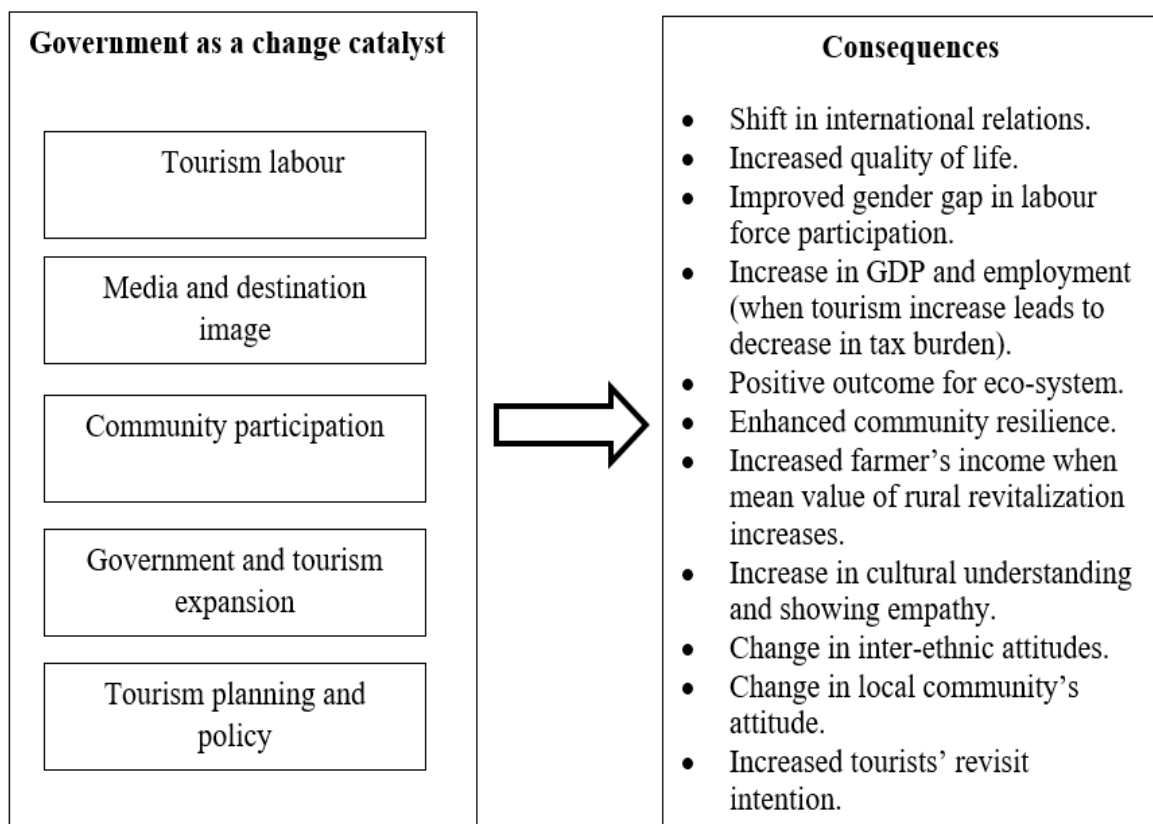 Government as a change catalyst
Tourism labour
Media and destination
image
Community participation
Government and tourism
expansion
Tourism planning and
policy
Consequences
• Shift in international relations.
• Increased quality of life.
• Improved gender gap in labour
force participation.
• Increase in GDP and employment
(when tourism increase leads to
decrease in tax burden).
• Positive outcome for eco-system.
• Enhanced community resilience.
• Increased farmer’s income when
mean value of rural revitalization
increases.
• Increase in cultural understanding
and showing empathy.
• Change in inter-ethnic attitudes.
• Change in local community’s
attitude.
• Increased tourists’ revisit
intention.